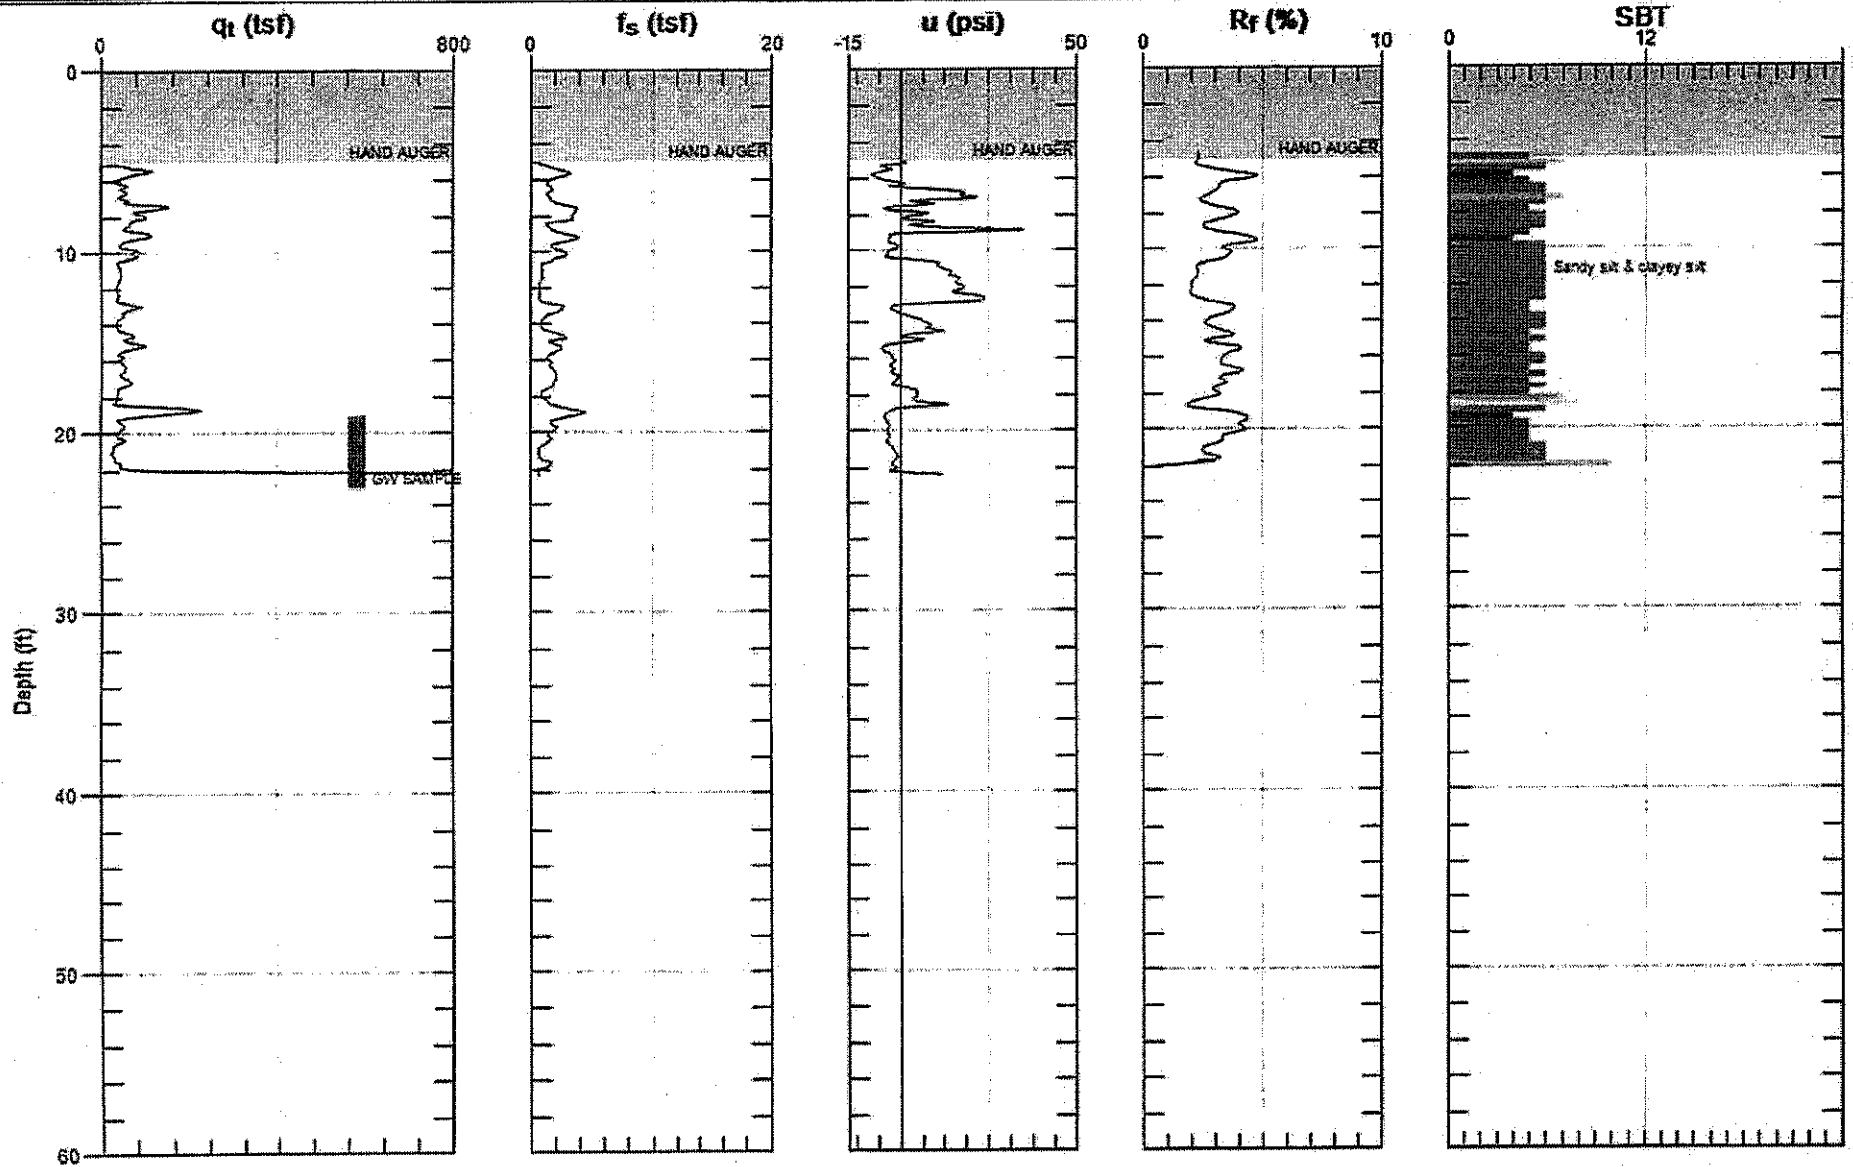 qt (tsf) fs (tsf) u (psi) Rf (%) SBT
0 800 0 20 -15 50 0 10 0 12
0
HAND AUGER HAND AUGER HAND AUGER HAND AUGER
10
Sandy silt & clayey silt
20
GW SAMPLE
30
Depth (ft)
40
50
60